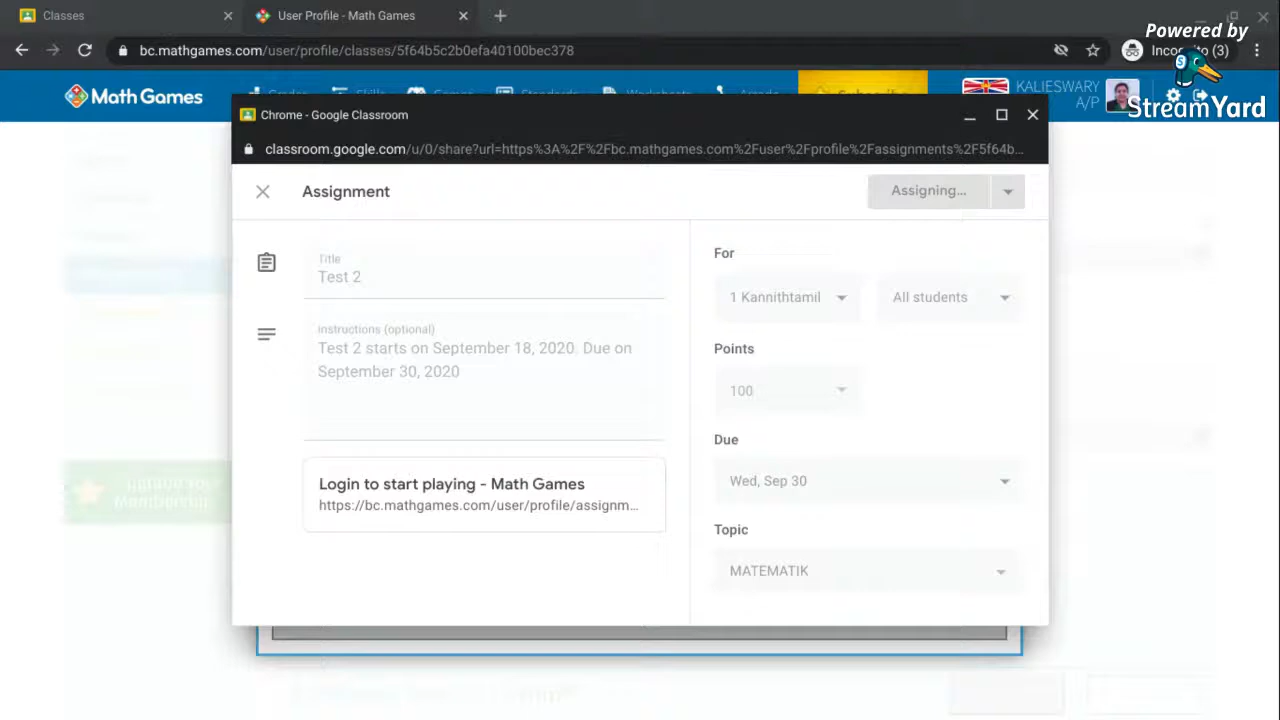 Classes
User Profile - Math Games
Powered by
bc.mathgames.com/user/profile/classes/5f64b5c2b0efa40100bec378
(3)
Math Games
Skills
Standards
Worksheets
KALIESWARY
A/P
StreamYard
Chrome - Google Classroom
classroom.google.com/u/0/share?url=https%3A%2F%2Fbc.mathgames.com%2Fuser%2Fprofile%2Fassignments%2F5f64b...
Assignment
Assigning...
Title
Test 2
For
1 Kannithtamil
All students
Instructions (optional)
Test 2 starts on September 18, 2020. Due on
September 30, 2020
Points
100
Due
Wed, Sep 30
Login to start playing - Math Games
https://bc.mathgames.com/user/profile/assignm...
Topic
MATEMATIK